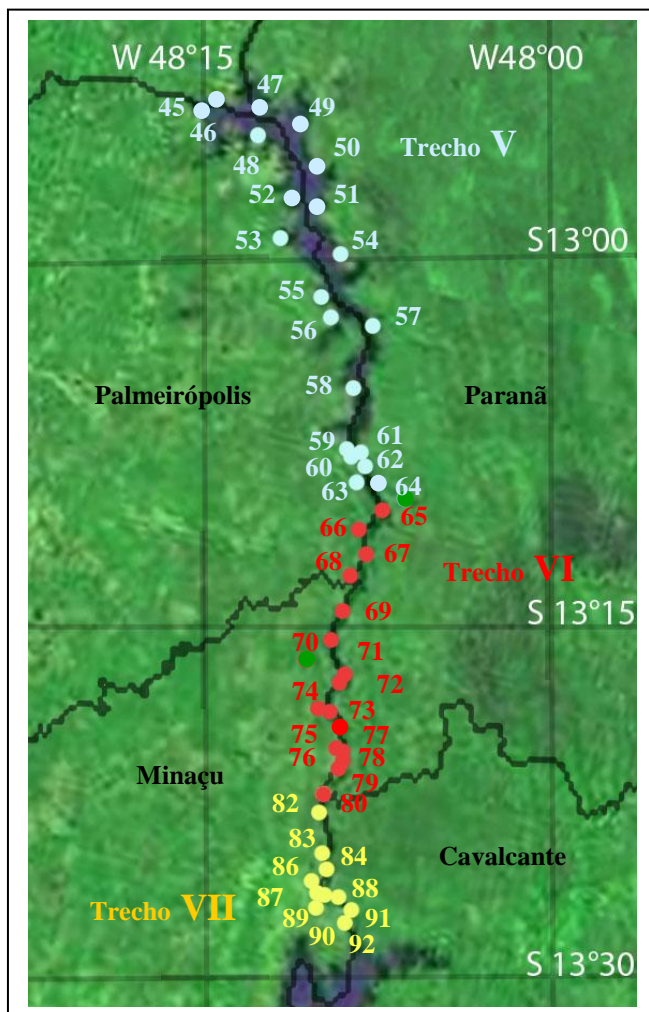 W 48°15 W48°00
47
45 49
46
48 50 Trecho V
52 51
53 54 S13°00
55
56 57
58
Palmeirópolis Paranã
59 61
60 62
63 64
65
66
67
68 Trecho VI
69
S 13°15
70 71
72
74
73
75 77
76 78
Minaçu 79
80
82
83 84
86 Cavalcante
87 88
Trecho VII 89 91
90 92
S 13°30